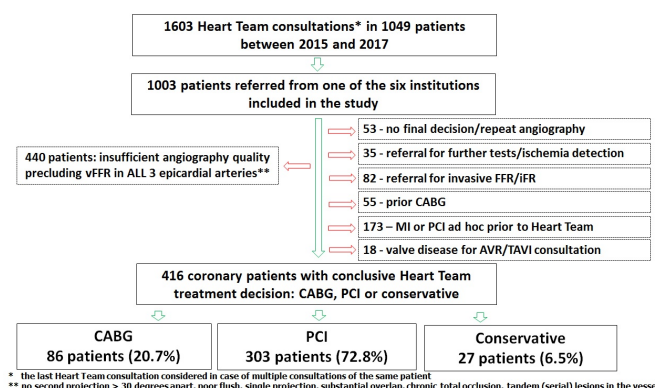 1603 Heart Team consultations* in 1049 patients
between 2015 and 2017
1003 patients referred from one of the six institutions
included in the study
53 - no final decision/repeat angiography
35 - referral for further tests/ischemia detection
440 patients: insufficient angiography quality
precluding vFFR in ALL 3 epicardial arteries**
82 - referral for invasive FFR/iFR
55 - prior CABG
173 – MI or PCI ad hoc prior to Heart Team
18 - valve disease for AVR/TAVI consultation
416 coronary patients with conclusive Heart Team
treatment decision: CABG, PCI or conservative
CABG
86 patients (20.7%)
PCI
303 patients (72.8%)
Conservative
27 patients (6.5%)
* the last Heart Team consultation considered in case of multiple consultations of the same patient
** no second projection > 30 degrees apart, poor flush, single projection, substantial overlap, chronic total occlusion, tandem (serial) lesions in the vesse